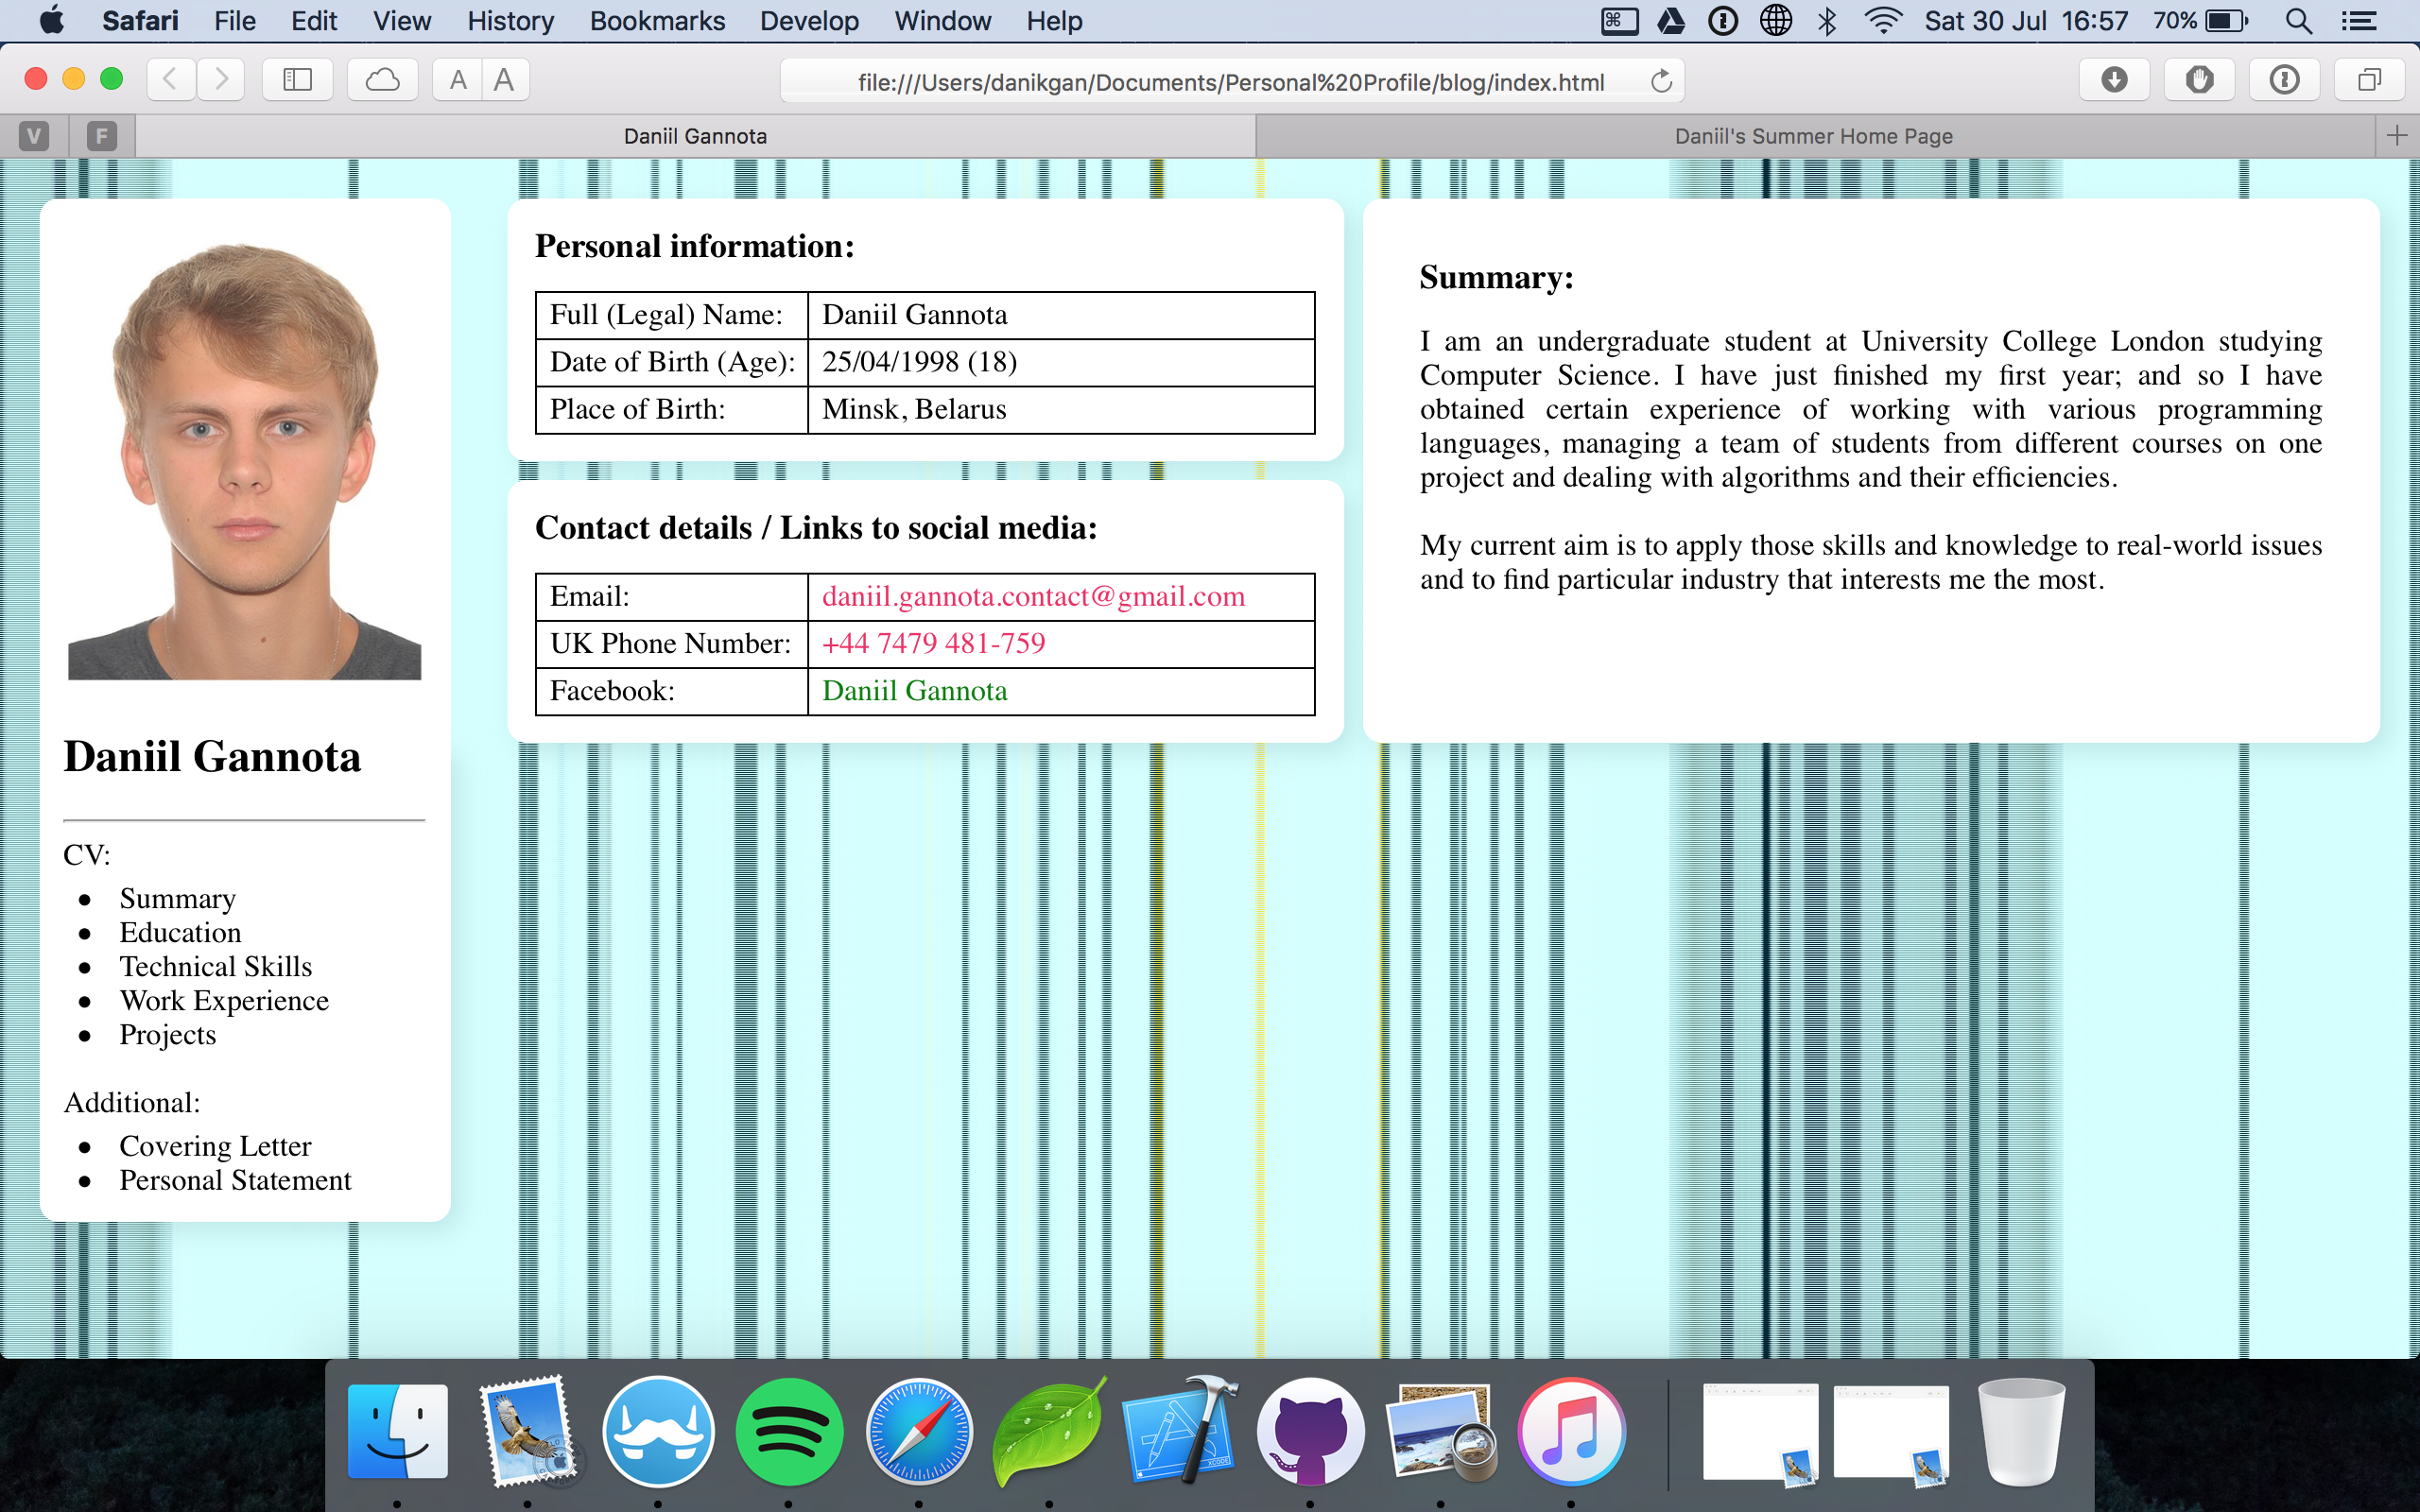 Safari File Edit View History Bookmarks Develop Window Help Sat 30 Jul 16:57 70%
A A file:///Users/danikgan/Documents/Personal%20Profile/blog/index.html
V F Daniil Gannota Daniil's Summer Home Page
Daniil Gannota
CV:
Summary
Education
Technical Skills
Work Experience
Projects
Additional:
Covering Letter
Personal Statement
Personal information:
Full (Legal) Name: Daniil Gannota
Date of Birth (Age): 25/04/1998 (18)
Place of Birth: Minsk, Belarus
Contact details / Links to social media:
Email: daniil.gannota.contact@gmail.com
UK Phone Number: +44 7479 481-759
Facebook: Daniil Gannota
Summary:
I am an undergraduate student at University College London studying
Computer Science. I have just finished my first year; and so I have
obtained certain experience of working with various programming
languages, managing a team of students from different courses on one
project and dealing with algorithms and their efficiencies.
My current aim is to apply those skills and knowledge to real-world issues
and to find particular industry that interests me the most.
XCODE